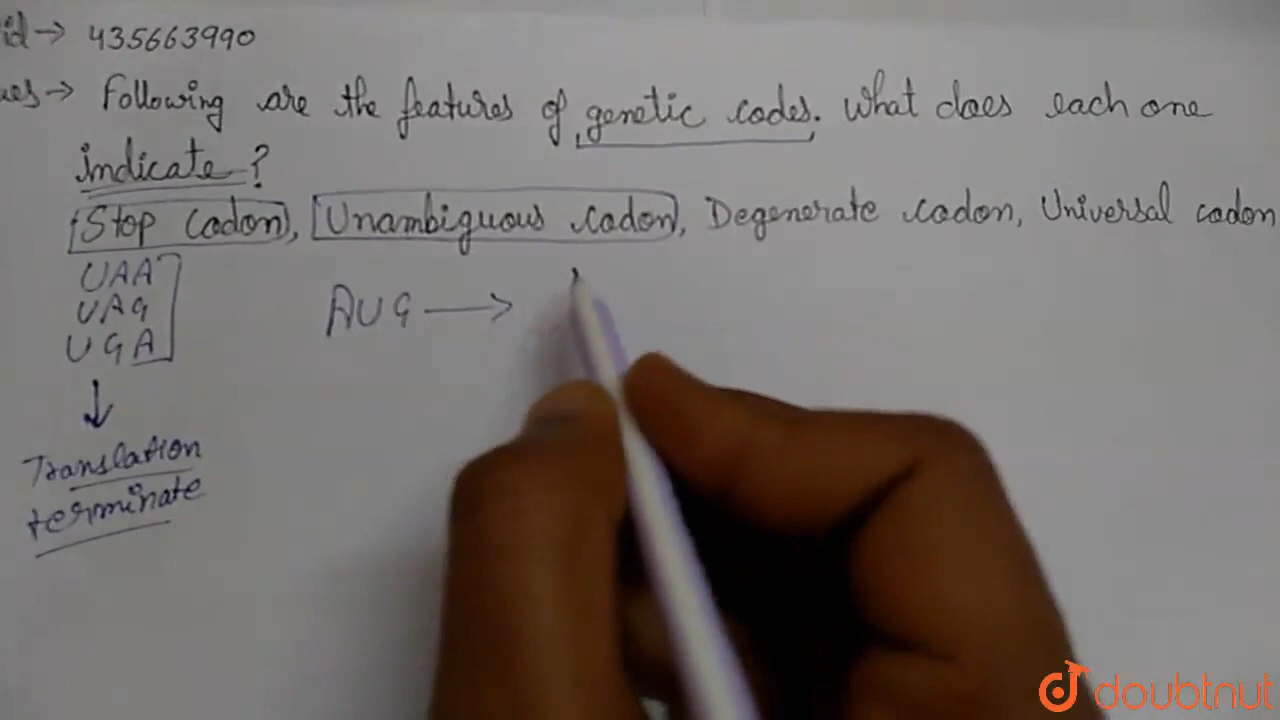 id → 435663990
ues → Following are the features of genetic codes. What does each one
indicate?
Stop codon, Unambiguous codon, Degenerate codon, Universal codon
UAA
UAG
UGA
AUG →
↓
Translation
terminate
doubtnut